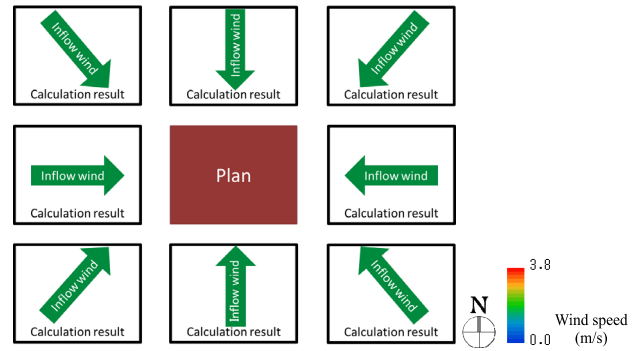 Inflow wind
Calculation result
Inflow wind
Calculation result
Inflow wind
Calculation result
Inflow wind
Calculation result
Plan
Inflow wind
Calculation result
Inflow wind
Calculation result
Inflow wind
Calculation result
Inflow wind
Calculation result
N
3.8
0.0
Wind speed
(m/s)